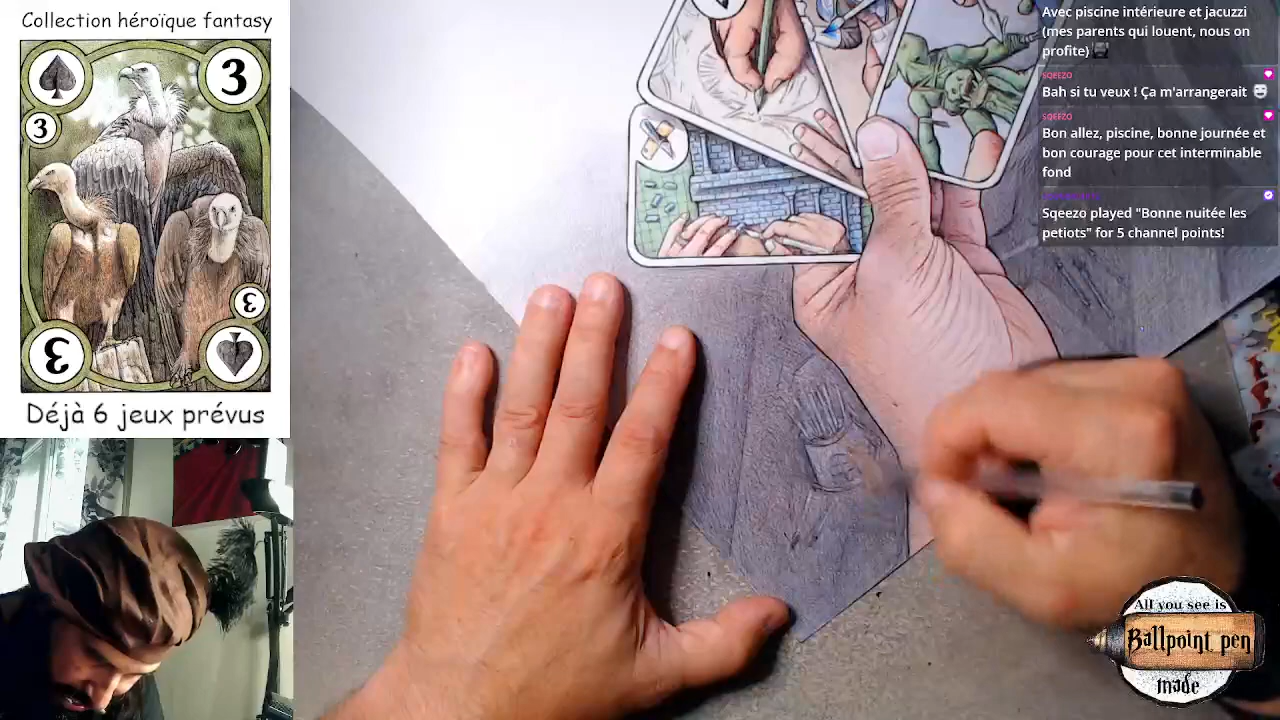 Collection héroïque fantasy
3
3
3
3
Déjà 6 jeux prévus
Avec piscine intérieure et jacuzzi
(mes parents qui louent, nous on
profite)
SQEEZO
Bah si tu veux ! Ça m'arrangerait
SQEEZO
Bon allez, piscine, bonne journée et
bon courage pour cet interminable
fond
Sqeezo played "Bonne nuitée les
petiots" for 5 channel points!
All you see is
Ballpoint pen
made